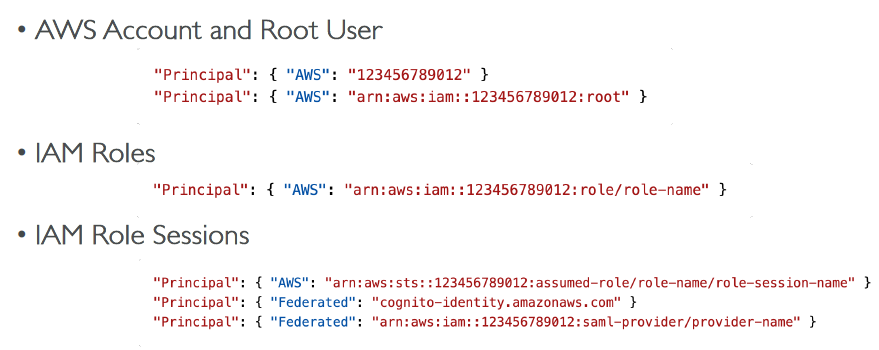 • AWS Account and Root User
"Principal": { "AWS": "123456789012" }
"Principal": { "AWS": "arn:aws:iam::123456789012:root" }
• IAM Roles
"Principal": { "AWS": "arn:aws:iam::123456789012:role/role-name" }
• IAM Role Sessions
"Principal": { "AWS": "arn:aws:sts::123456789012:assumed-role/role-name/role-session-name" }
"Principal": { "Federated": "cognito-identity.amazonaws.com" }
"Principal": { "Federated": "arn:aws:iam::123456789012:saml-provider/provider-name" }